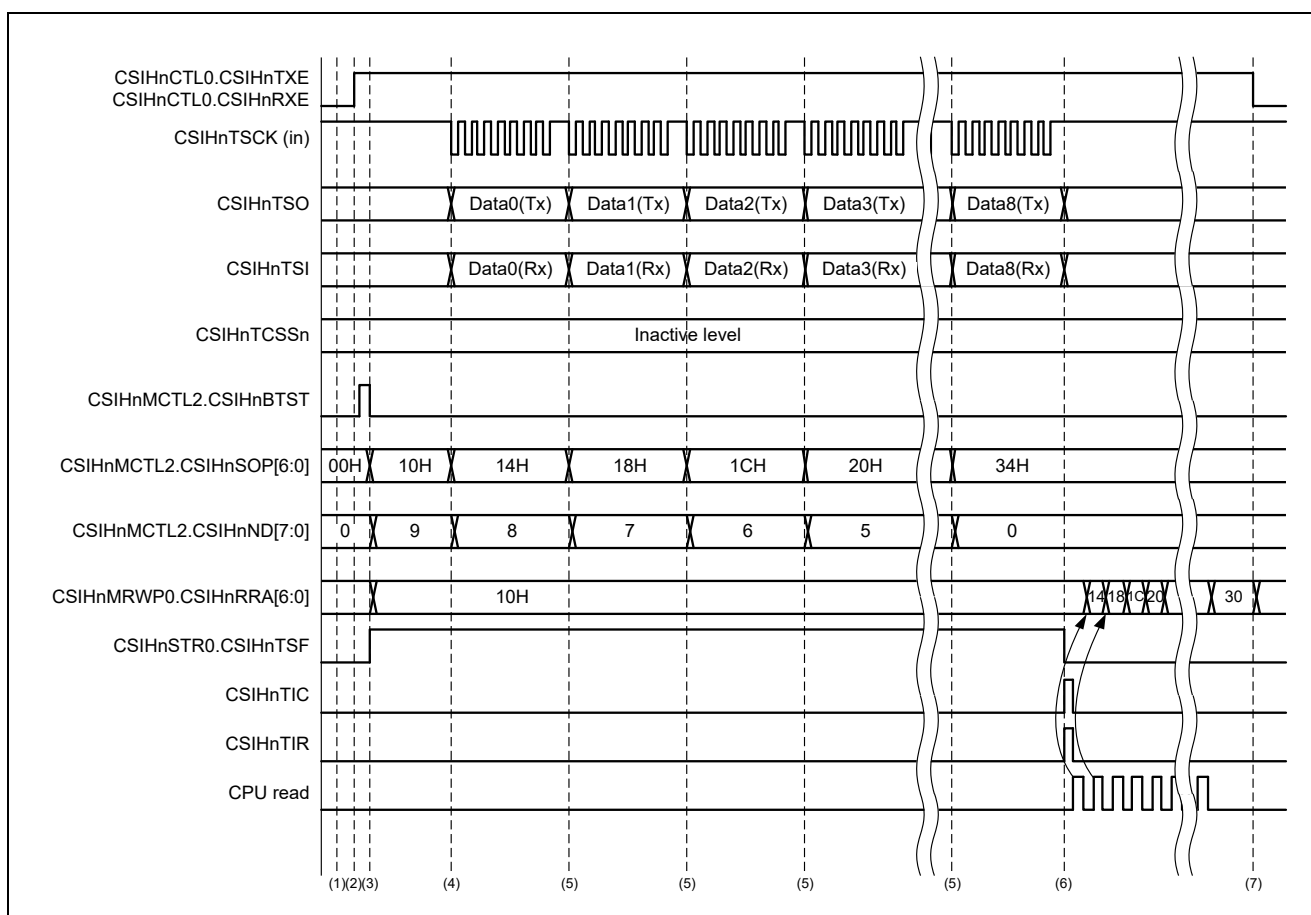 CSIHnCTL0.CSIHnTXE
CSIHnCTL0.CSIHnRXE
CSIHnTSCK (in)
CSIHnTSO Data0(Tx) Data1(Tx) Data2(Tx) Data3(Tx) Data8(Tx)
CSIHnTSI Data0(Rx) Data1(Rx) Data2(Rx) Data3(Rx) Data8(Rx)
CSIHnTCSSn Inactive level
CSIHnMCTL2.CSIHnBTST
CSIHnMCTL2.CSIHnSOP[6:0] 00H 10H 14H 18H 1CH 20H 34H
CSIHnMCTL2.CSIHnND[7:0] 0 9 8 7 6 5 0
CSIHnMRWP0.CSIHnRRA[6:0] 10H 14 18 1C 20 30
CSIHnSTR0.CSIHnTSF
CSIHnTIC
CSIHnTIR
CPU read
(1) (2) (3) (4) (5) (5) (5) (5) (6) (7)